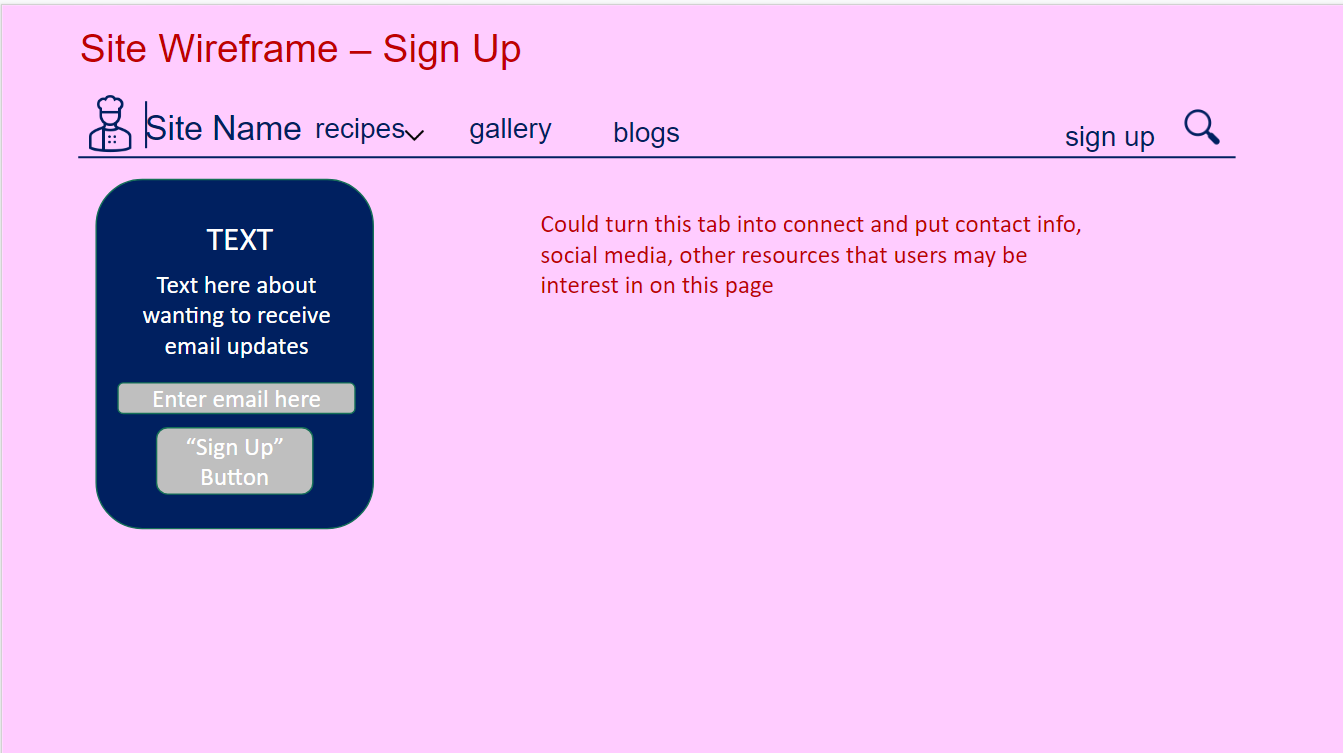 Site Wireframe – Sign Up
Site Name recipes gallery blogs sign up
TEXT
Text here about
wanting to receive
email updates
Enter email here
“Sign Up”
Button
Could turn this tab into connect and put contact info,
social media, other resources that users may be
interest in on this page